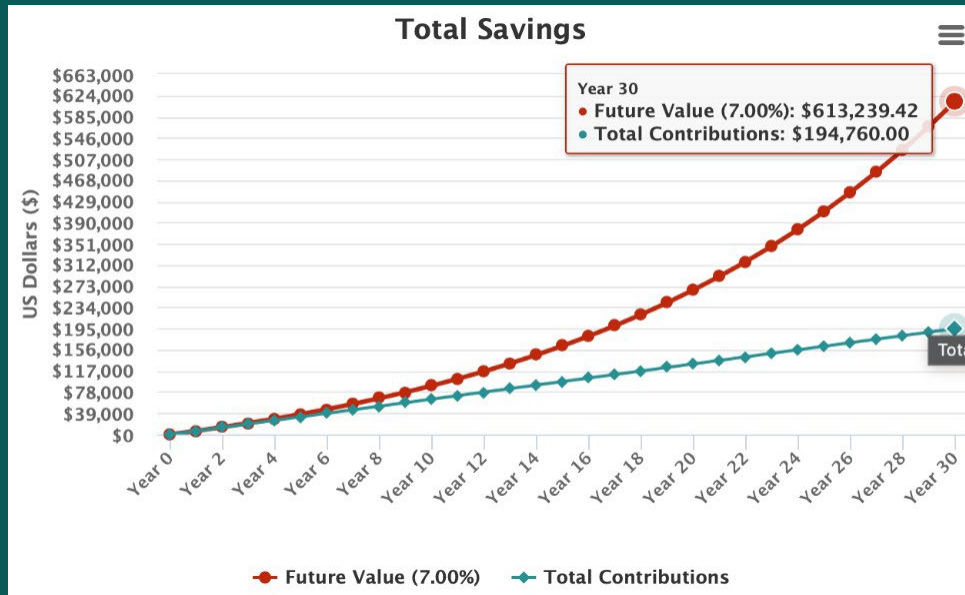 Total Savings
Year 30
• Future Value (7.00%): $613,239.42
• Total Contributions: $194,760.00
US Dollars ($)
$663,000
$624,000
$585,000
$546,000
$507,000
$468,000
$429,000
$390,000
$351,000
$312,000
$273,000
$234,000
$195,000
$156,000
$117,000
$78,000
$39,000
$0
Year 0
Year 2
Year 4
Year 6
Year 8
Year 10
Year 12
Year 14
Year 16
Year 18
Year 20
Year 22
Year 24
Year 26
Year 28
Year 30
Future Value (7.00%)
Total Contributions